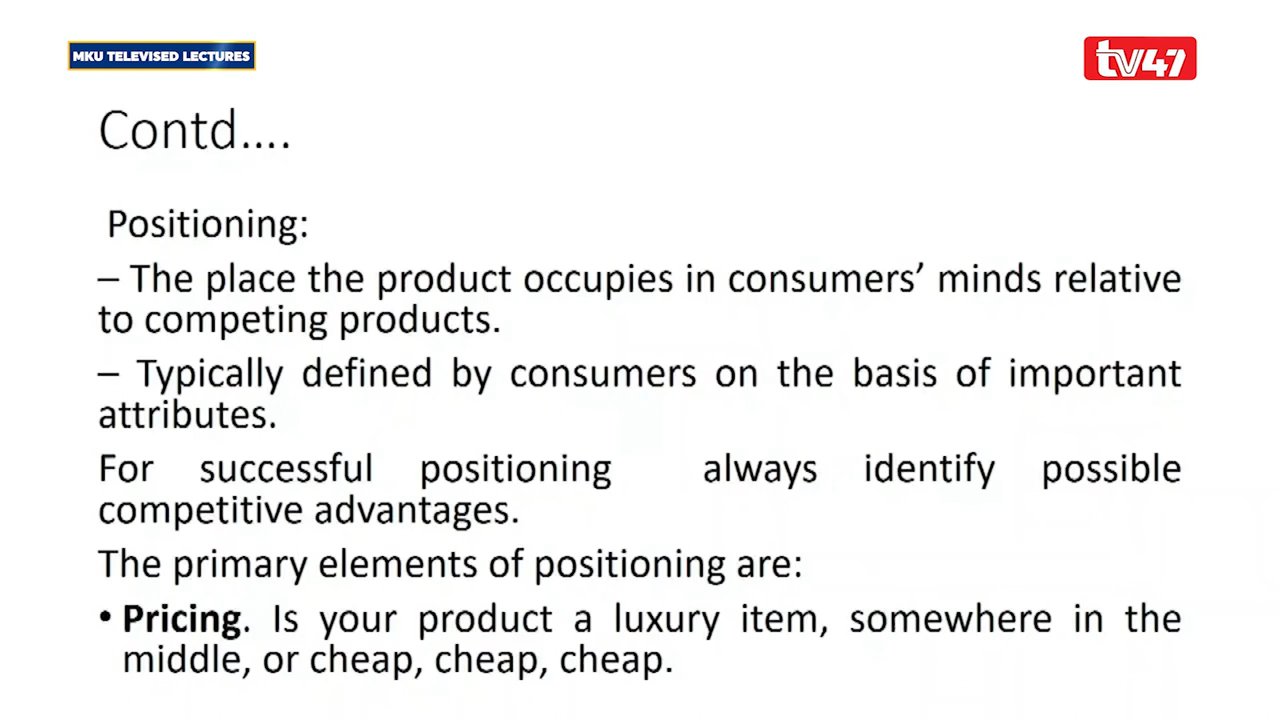 MKU TELEVISED LECTURES
tv47
Contd....
Positioning:
– The place the product occupies in consumers’ minds relative
to competing products.
– Typically defined by consumers on the basis of important
attributes.
For successful positioning always identify possible
competitive advantages.
The primary elements of positioning are:
• Pricing. Is your product a luxury item, somewhere in the
middle, or cheap, cheap, cheap.